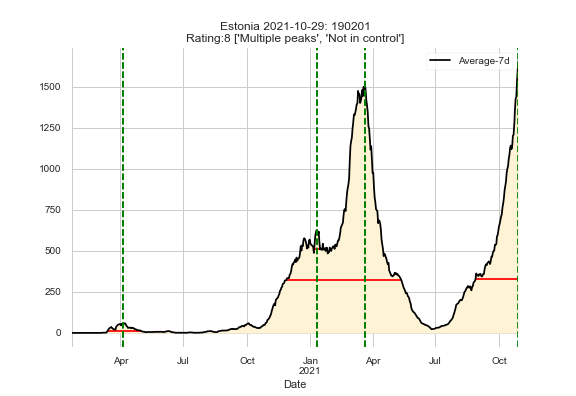 Estonia 2021-10-29: 190201
Rating:8 ['Multiple peaks', 'Not in control']
Average-7d
1500
1250
1000
750
500
250
0
Apr Jul Oct Jan Apr Jul Oct
2021
Date